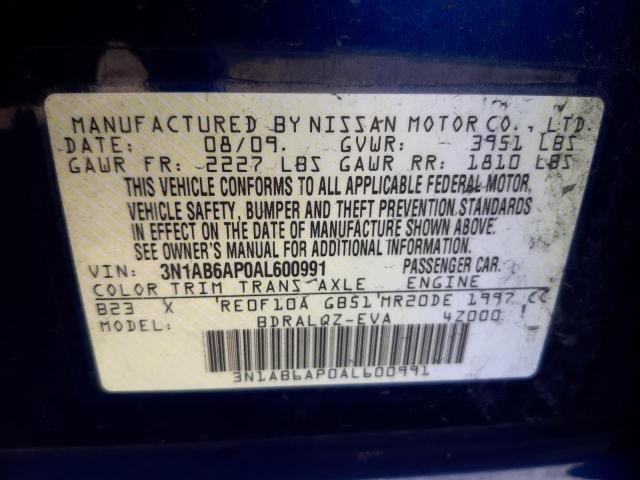 MANUFACTURED BY NISSAN MOTOR CO., LTD.
DATE: 08/09. GVWR: 3951 LBS
GAWR FR: 2227 LBS GAWR RR: 1810 LBS
THIS VEHICLE CONFORMS TO ALL APPLICABLE FEDERAL MOTOR
VEHICLE SAFETY, BUMPER AND THEFT PREVENTION STANDARDS
IN EFFECT ON THE DATE OF MANUFACTURE SHOWN ABOVE.
SEE OWNER'S MANUAL FOR ADDITIONAL INFORMATION.
VIN: 3N1AB6AP0AL600991 PASSENGER CAR.
COLOR TRIM TRANS AXLE ENGINE
B23 X RE0F10A GB51 MR20DE 1997 CC
MODEL: BDRALQZ-EVA 4Z000 !
3N1AB6AP0AL600991